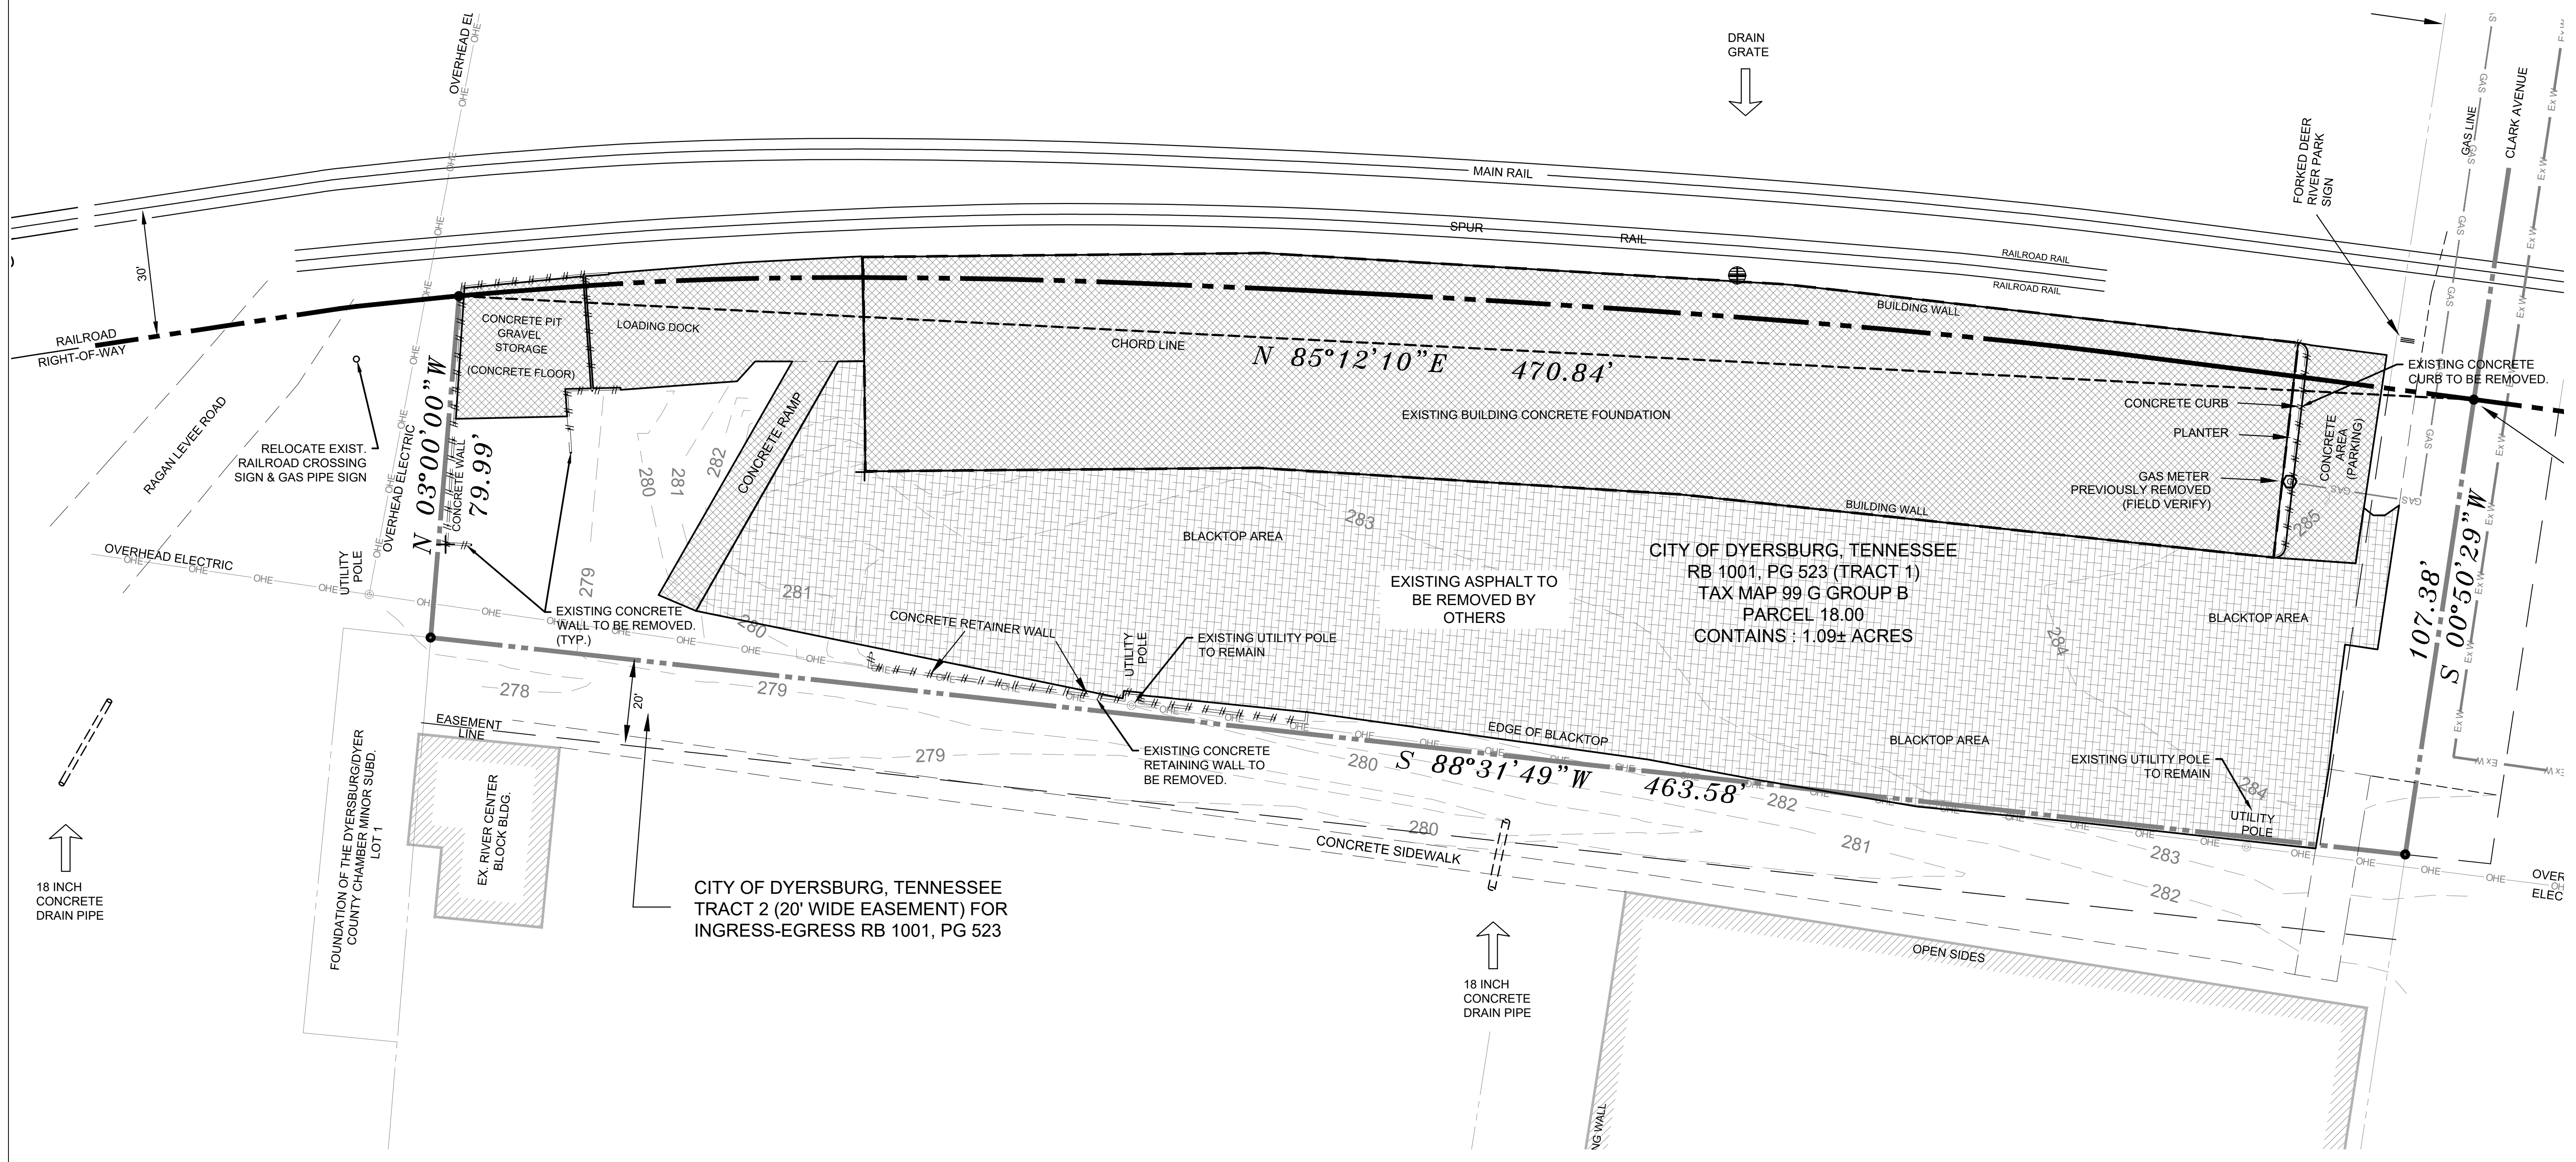 OVERHEAD EL
DRAIN
GRATE
MAIN RAIL
SPUR
RAIL
RAILROAD RAIL
RAILROAD RAIL
FORKED DEER
RIVER PARK
SIGN
GAS LINE
CLARK AVENUE
30'
RAILROAD
RIGHT-OF-WAY
RAGAN LEVEE ROAD
RELOCATE EXIST.
RAILROAD CROSSING
SIGN & GAS PIPE SIGN
OVERHEAD ELECTRIC
OVERHEAD ELECTRIC
UTILITY
POLE
N 03°00'00"W
79.99'
CONCRETE WALL
CONCRETE PIT
GRAVEL
STORAGE
(CONCRETE FLOOR)
LOADING DOCK
CONCRETE RAMP
CHORD LINE
N 85°12'10"E 470.84'
EXISTING BUILDING CONCRETE FOUNDATION
BUILDING WALL
BUILDING WALL
CONCRETE CURB
PLANTER
GAS METER
PREVIOUSLY REMOVED
(FIELD VERIFY)
CONCRETE
AREA
(PARKING)
EXISTING CONCRETE
CURB TO BE REMOVED.
107.38'
S 00°50'29"W
280
281
282
279
283
285
281
280
284
BLACKTOP AREA
EXISTING ASPHALT TO
BE REMOVED BY
OTHERS
CITY OF DYERSBURG, TENNESSEE
RB 1001, PG 523 (TRACT 1)
TAX MAP 99 G GROUP B
PARCEL 18.00
CONTAINS : 1.09± ACRES
BLACKTOP AREA
BLACKTOP AREA
EXISTING CONCRETE
WALL TO BE REMOVED.
(TYP.)
CONCRETE RETAINER WALL
UTILITY
POLE
EXISTING UTILITY POLE
TO REMAIN
EXISTING CONCRETE
RETAINING WALL TO
BE REMOVED.
EDGE OF BLACKTOP
S 88°31'49"W 463.58'
EXISTING UTILITY POLE
TO REMAIN
UTILITY
POLE
278
279
279
280
280
282
281
284
283
282
20'
EASEMENT
LINE
EX. RIVER CENTER
BLOCK BLDG.
FOUNDATION OF THE DYERSBURG/DYER
COUNTY CHAMBER MINOR SUBD.
LOT 1
CITY OF DYERSBURG, TENNESSEE
TRACT 2 (20' WIDE EASEMENT) FOR
INGRESS-EGRESS RB 1001, PG 523
CONCRETE SIDEWALK
18 INCH
CONCRETE
DRAIN PIPE
18 INCH
CONCRETE
DRAIN PIPE
OPEN SIDES
NG WALL
OVER
ELEC